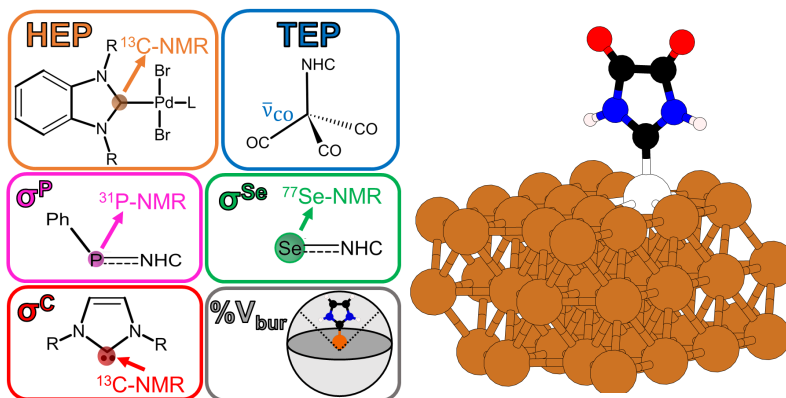 HEP
R
¹³C-NMR
N
Br
Pd
L
N
Br
R
TEP
NHC
ν̄CO
OC
CO
CO
σᴾ
³¹P-NMR
Ph
P
NHC
σSe
⁷⁷Se-NMR
Se
NHC
σC
R
N
N
R
¹³C-NMR
%Vbur